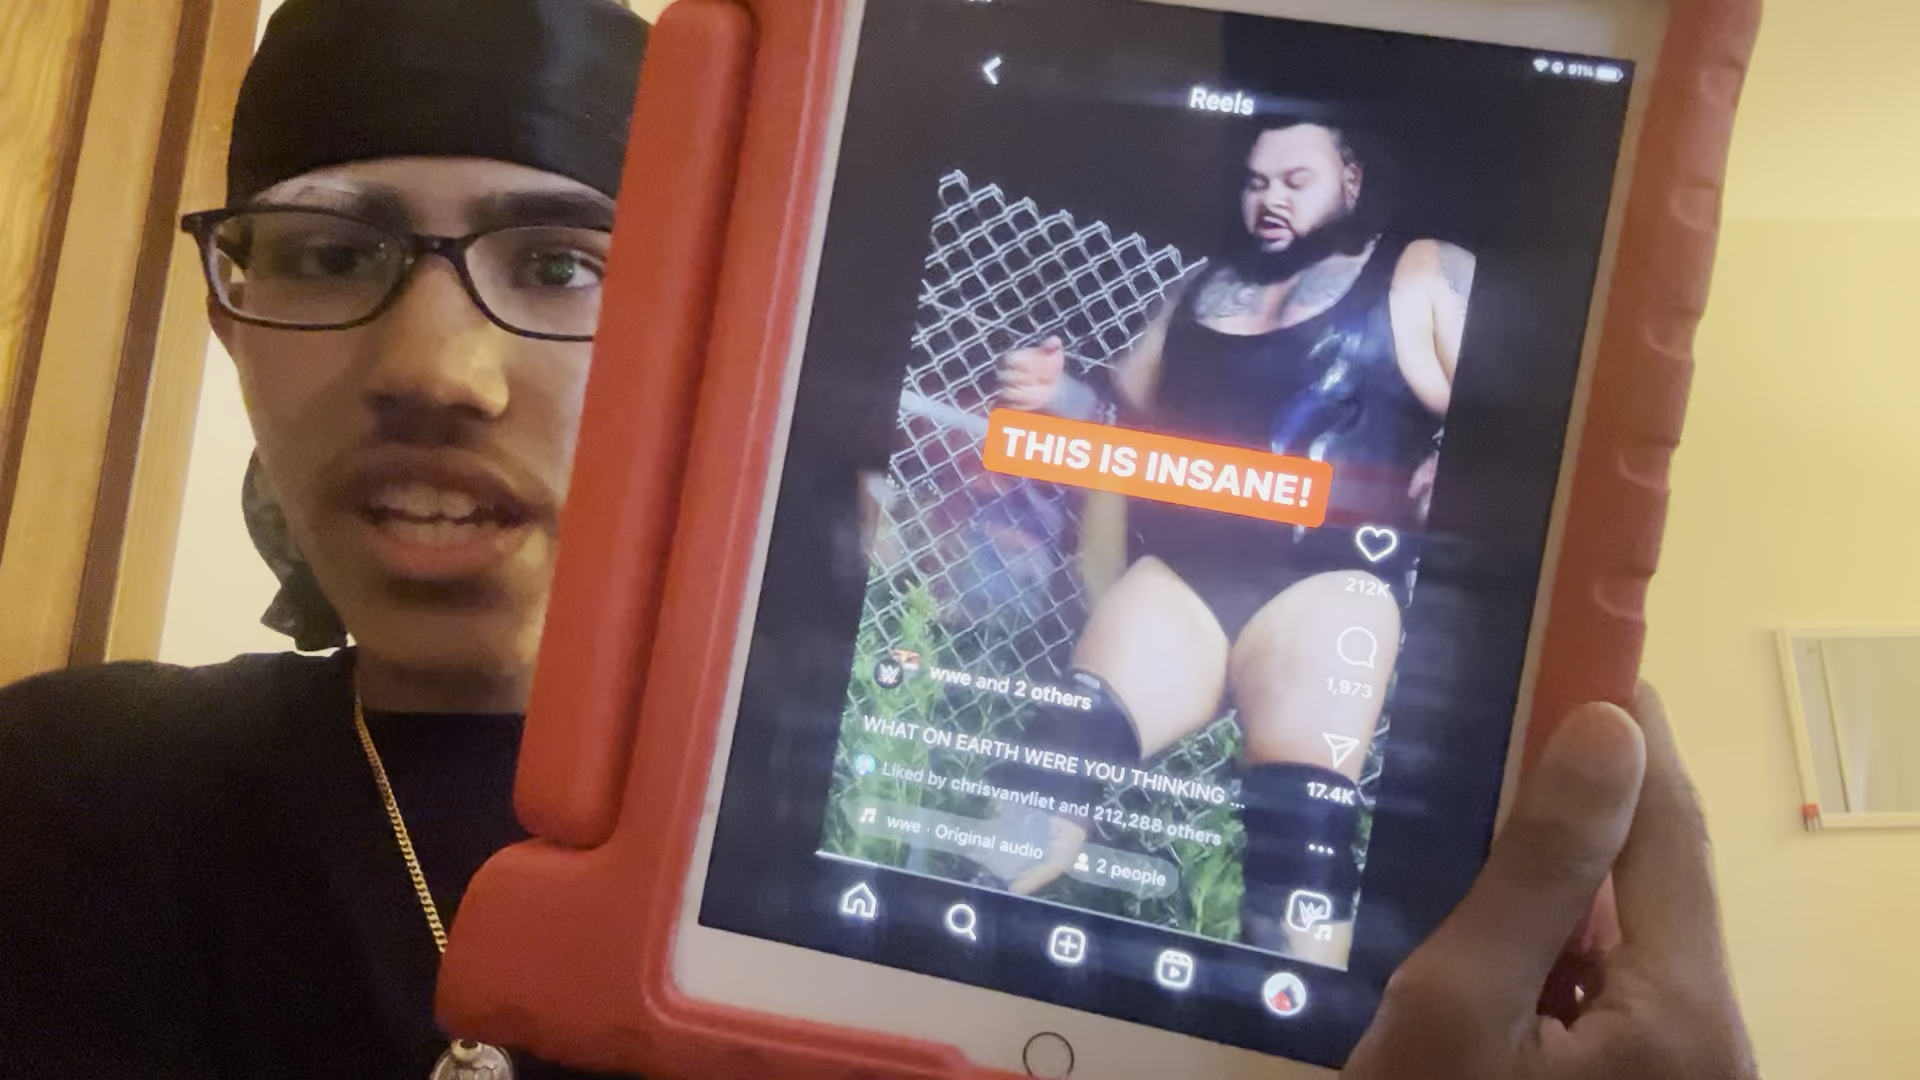 91%
Reels
THIS IS INSANE!
212K
1,973
wwe and 2 others
WHAT ON EARTH WERE YOU THINKING ...
Liked by chrisvanvliet and 212,288 others
17.4K
wwe · Original audio
2 people